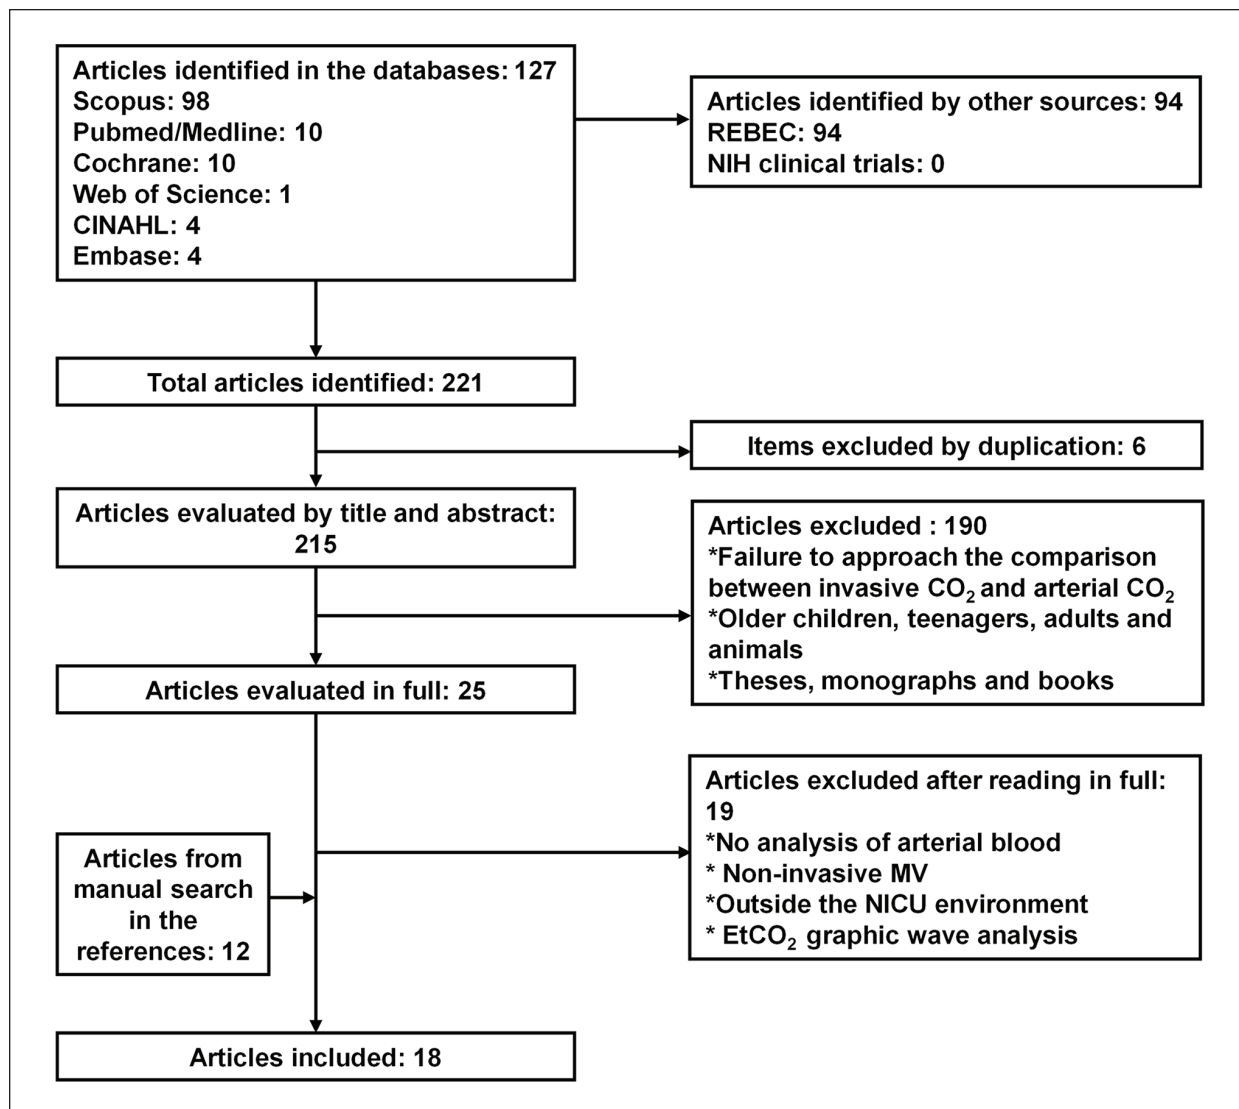 Articles identified in the databases: 127
Scopus: 98
Pubmed/Medline: 10
Cochrane: 10
Web of Science: 1
CINAHL: 4
Embase: 4
Articles identified by other sources: 94
REBEC: 94
NIH clinical trials: 0
Total articles identified: 221
Items excluded by duplication: 6
Articles evaluated by title and abstract:
215
Articles excluded : 190
*Failure to approach the comparison
between invasive CO₂ and arterial CO₂
*Older children, teenagers, adults and
animals
*Theses, monographs and books
Articles evaluated in full: 25
Articles excluded after reading in full:
19
*No analysis of arterial blood
* Non-invasive MV
*Outside the NICU environment
* EtCO₂ graphic wave analysis
Articles from
manual search
in the
references: 12
Articles included: 18